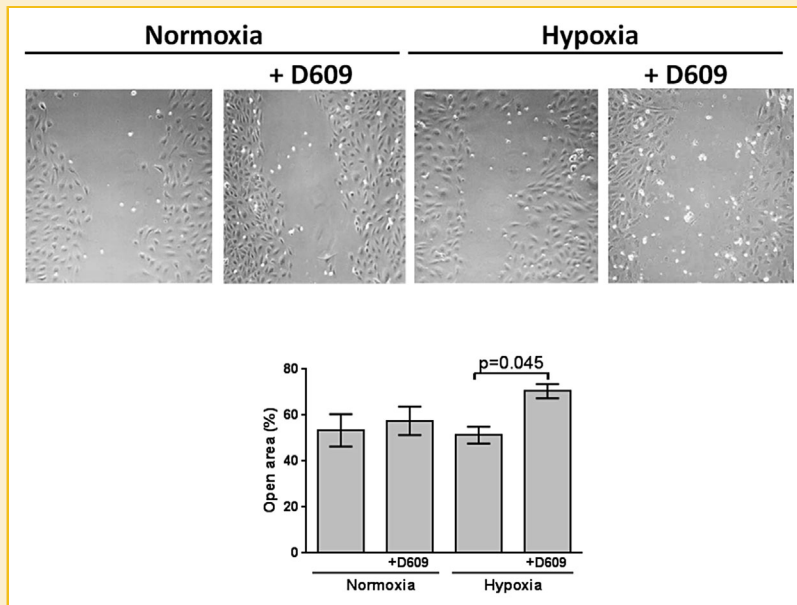 Normoxia Hypoxia
+ D609 + D609
p=0.045
80
60
40
20
0
Open area (%)
+D609 +D609
Normoxia Hypoxia